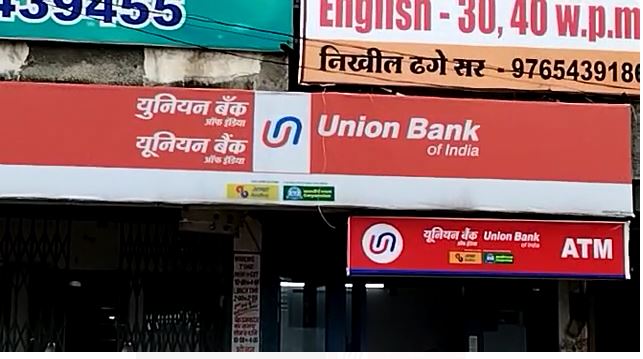 439455
English - 30, 40 w.p.m
निखील ढगे सर - 976543918
युनियन बँक
ऑफ इंडिया
यूनियन बैंक
ऑफ इंडिया
Union Bank
of India
यूनियन बैंक
ऑफ इंडिया
Union Bank
of India
ATM